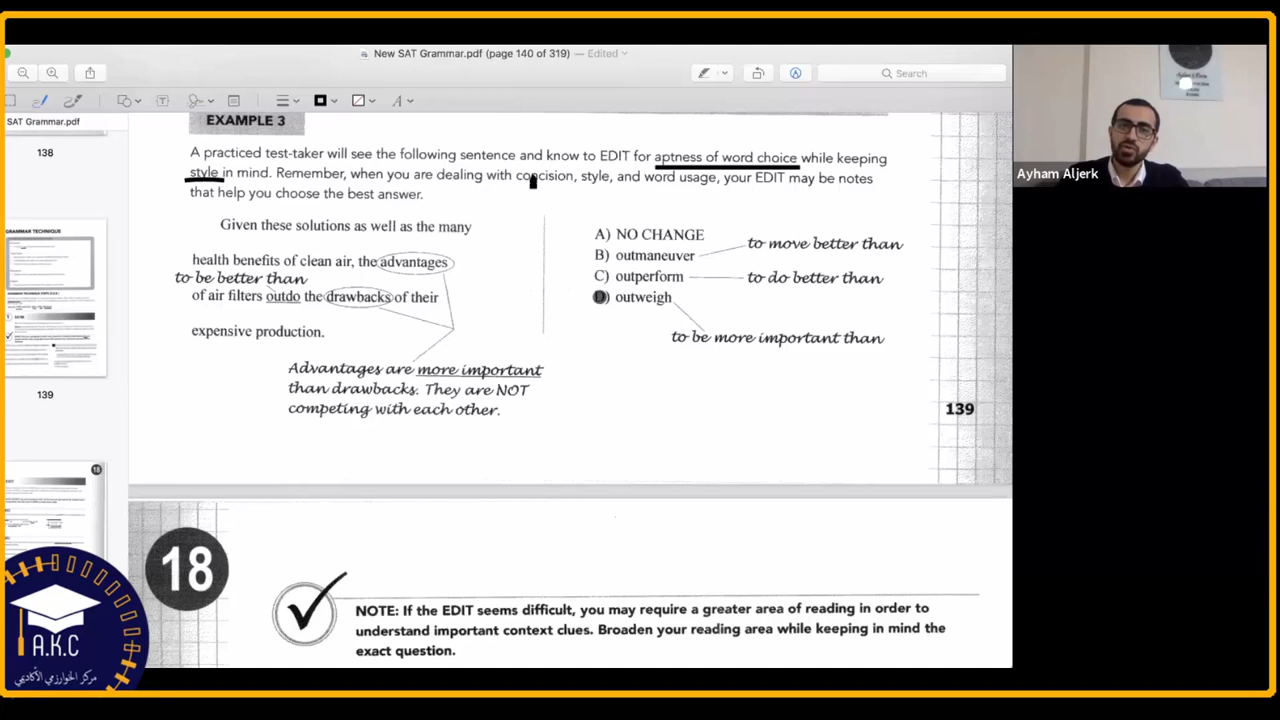 New SAT Grammar.pdf (page 140 of 319) — Edited
Search
SAT Grammar.pdf
138
139
18
EXAMPLE 3
A practiced test-taker will see the following sentence and know to EDIT for aptness of word choice while keeping
style in mind. Remember, when you are dealing with concision, style, and word usage, your EDIT may be notes
that help you choose the best answer.
Given these solutions as well as the many
health benefits of clean air, the advantages
to be better than
of air filters outdo the drawbacks of their
expensive production.
Advantages are more important
than drawbacks. They are NOT
competing with each other.
A) NO CHANGE
B) outmaneuver
to move better than
C) outperform
to do better than
D) outweigh
to be more important than
139
18
NOTE: If the EDIT seems difficult, you may require a greater area of reading in order to
understand important context clues. Broaden your reading area while keeping in mind the
exact question.
Ayham Aljerk
A.K.C
مركز الخوارزمي الأكاديمي